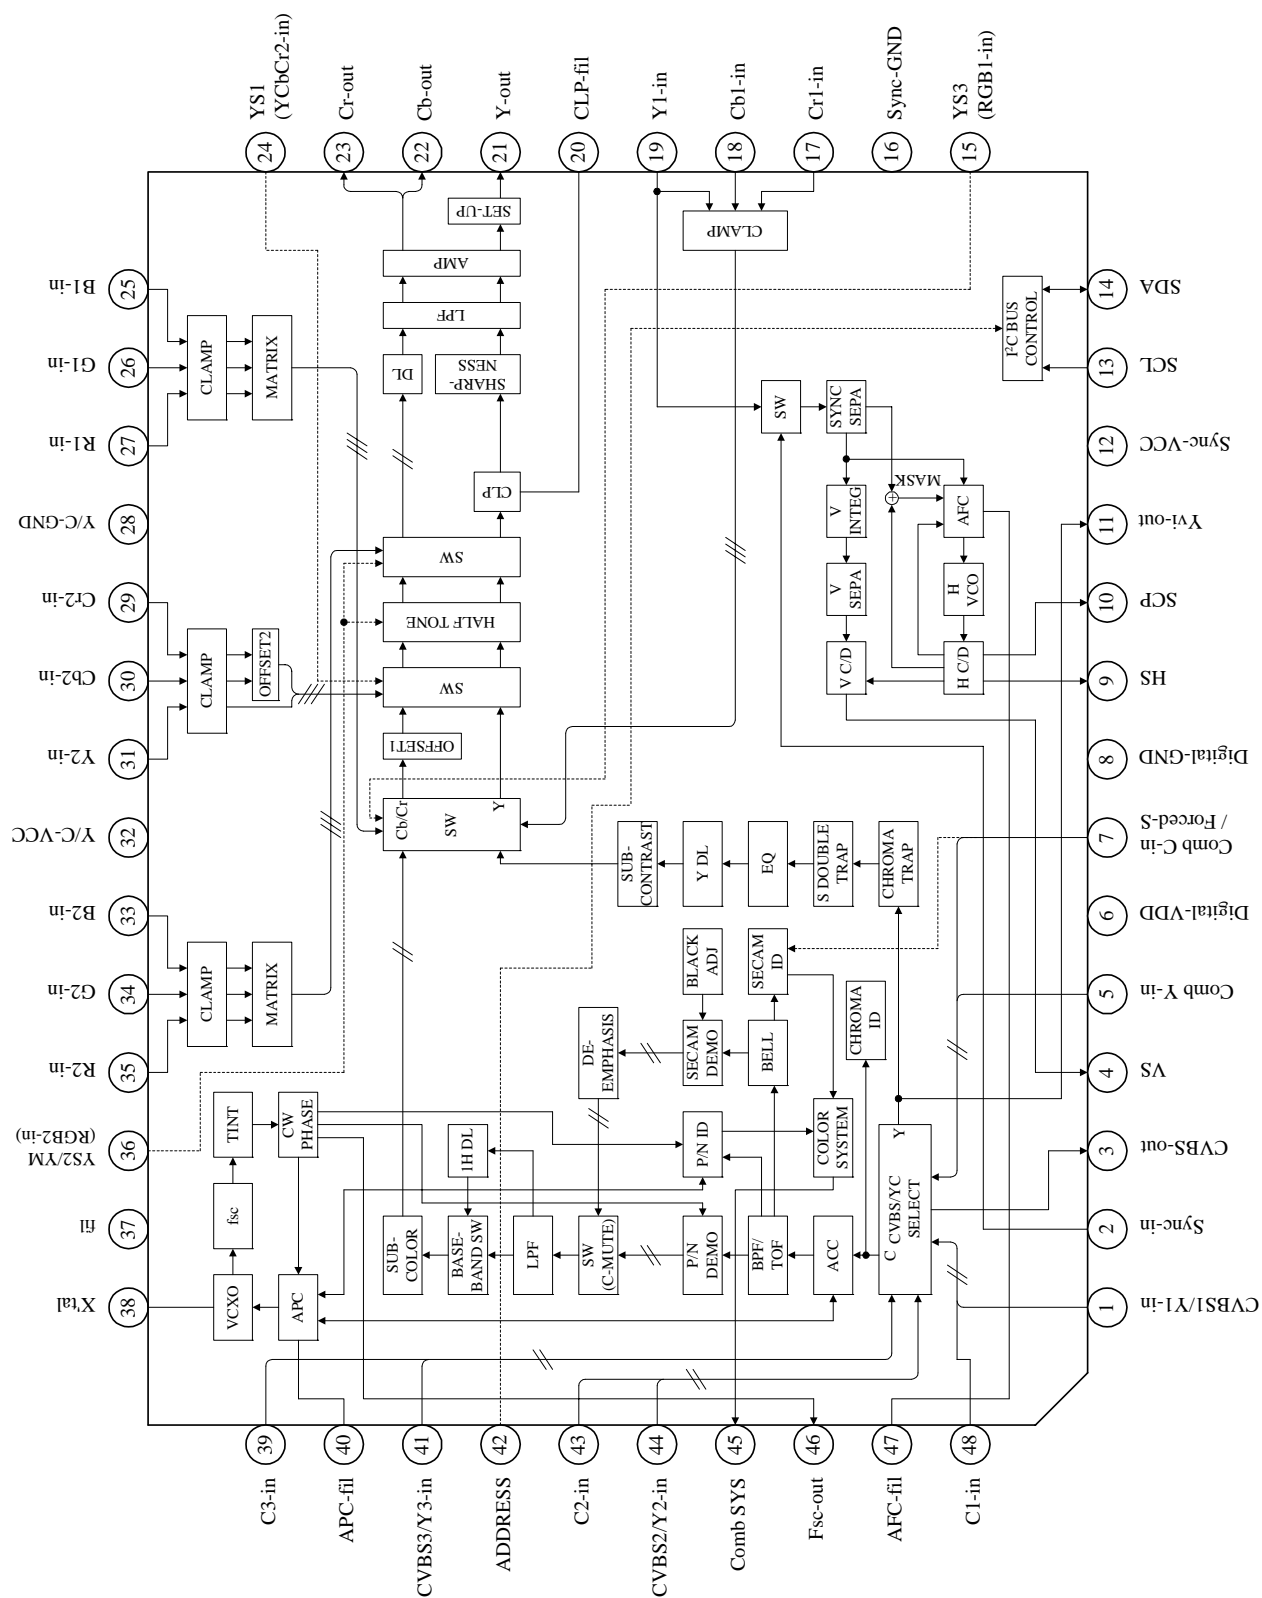 YS1
(YCbCr2-in)
24
Cr-out
23
Cb-out
22
Y-out
21
CLP-fil
20
Y1-in
19
Cb1-in
18
Cr1-in
17
Sync-GND
16
YS3
(RGB1-in)
15
B1-in
25
G1-in
26
R1-in
27
Y/C-GND
28
Cr2-in
29
Cb2-in
30
Y2-in
31
Y/C-VCC
32
B2-in
33
G2-in
34
R2-in
35
YS2/YM
(RGB2-in)
36
fil
37
X'tal
38
14
SDA
13
SCL
12
Sync-VCC
11
Yvi-out
10
SCP
9
HS
8
Digital-GND
7
Comb C-in
/ Forced-S
6
Digital-VDD
5
Comb Y-in
4
VS
3
CVBS-out
2
Sync-in
1
CVBS1/Y1-in
39
C3-in
40
APC-fil
41
CVBS3/Y3-in
42
ADDRESS
43
C2-in
44
CVBS2/Y2-in
45
Comb SYS
46
Fsc-out
47
AFC-fil
48
C1-in
CLAMP
MATRIX
CLAMP
OFFSET2
CLAMP
MATRIX
SET-UP
AMP
LPF
DL
SHARP-
NESS
CLP
SW
HALF TONE
SW
OFFSET1
Cb/Cr
SW
Y
CLAMP
I²C BUS
CONTROL
SW
SYNC
SEPA
MASK
+
V
INTEG
AFC
V
SEPA
H
VCO
V C/D
H C/D
SUB-
CONTRAST
Y DL
EQ
S DOUBLE
TRAP
CHROMA
TRAP
BLACK
ADJ
SECAM
ID
DE-
EMPHASIS
SECAM
DEMO
BELL
CHROMA
ID
TINT
CW
PHASE
fsc
VCXO
APC
1H DL
P/N ID
COLOR
SYSTEM
SUB-
COLOR
BASE-
BAND SW
LPF
SW
(C-MUTE)
P/N
DEMO
BPF/
TOF
ACC
C
CVBS/YC
SELECT
Y